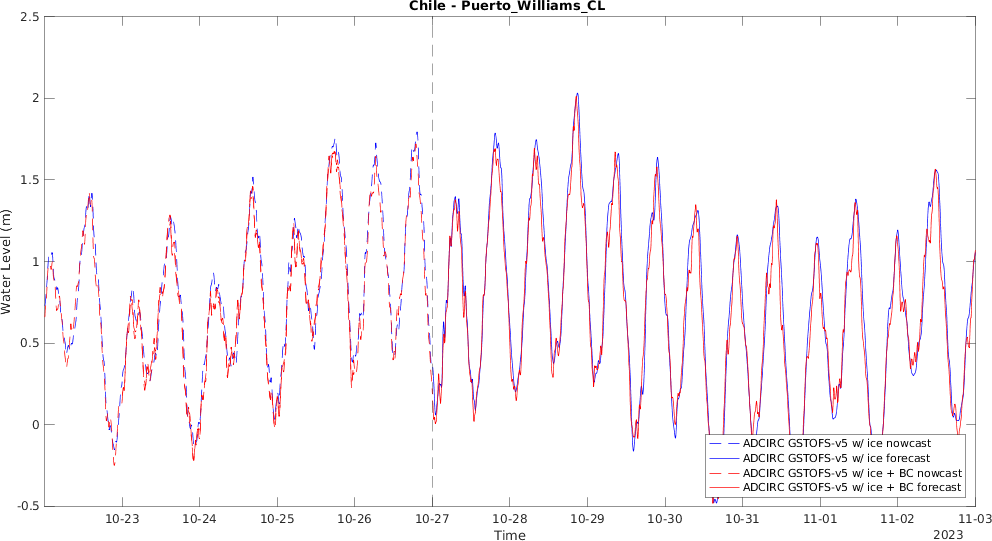 Chile - Puerto_Williams_CL
2.5
2
1.5
1
0.5
0
-0.5
Water Level (m)
ADCIRC GSTOFS-v5 w/ ice nowcast
ADCIRC GSTOFS-v5 w/ ice forecast
ADCIRC GSTOFS-v5 w/ ice + BC nowcast
ADCIRC GSTOFS-v5 w/ ice + BC forecast
10-23 10-24 10-25 10-26 10-27 10-28 10-29 10-30 10-31 11-01 11-02 11-03
Time
2023